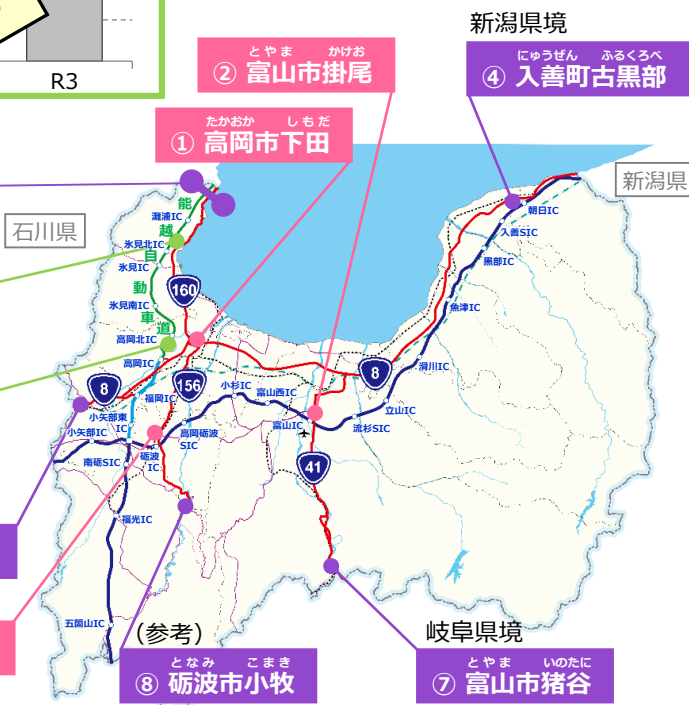 R3
新潟県境
とやま かけお
② 富山市掛尾
にゅうぜん ふるくろべ
④ 入善町古黒部
たかおか しもだ
① 高岡市下田
新潟県
石川県
能越自動車道
灘浦IC
氷見北IC
氷見IC
氷見南IC
高岡北IC
高岡IC
160
8
156
福岡IC
小矢部東
IC
小矢部IC
南砺SIC
砺波
IC
高岡砺波
SIC
小杉IC
富山西IC
富山IC
流杉SIC
立山IC
滑川IC
8
41
魚津IC
黒部IC
入善SIC
朝日IC
福光IC
五箇山IC
(参考)
となみ こまき
⑧ 砺波市小牧
岐阜県境
とやま いのたに
⑦ 富山市猪谷